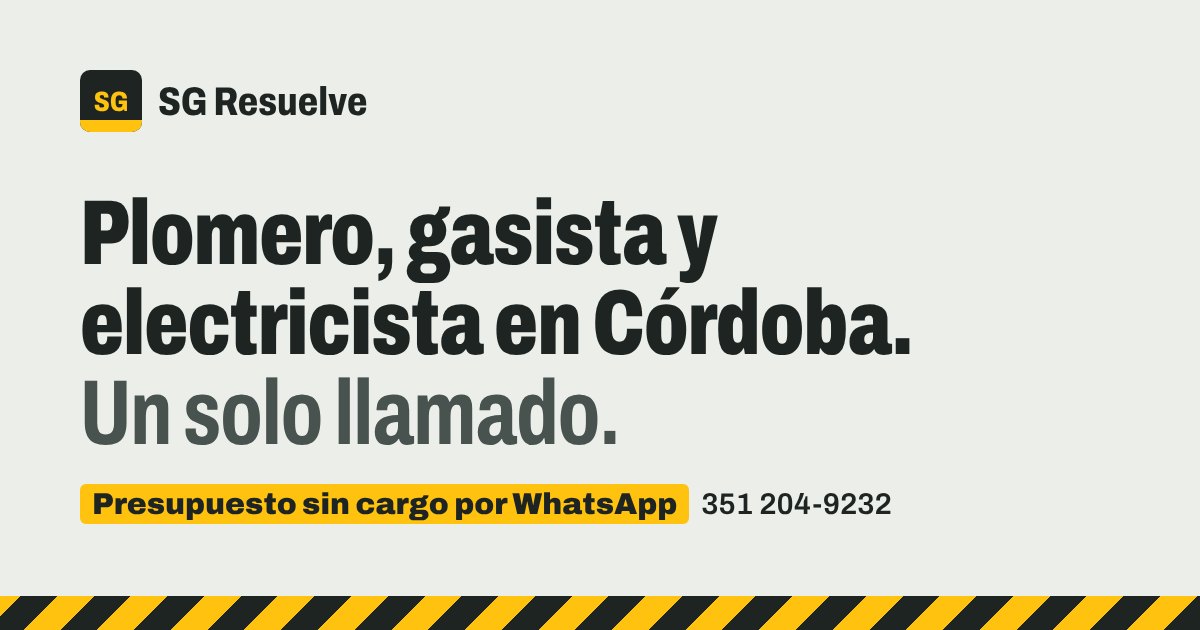 SG
SG Resuelve
Plomero, gasista y
electricista en Córdoba.
Un solo llamado.
Presupuesto sin cargo por WhatsApp 351 204-9232